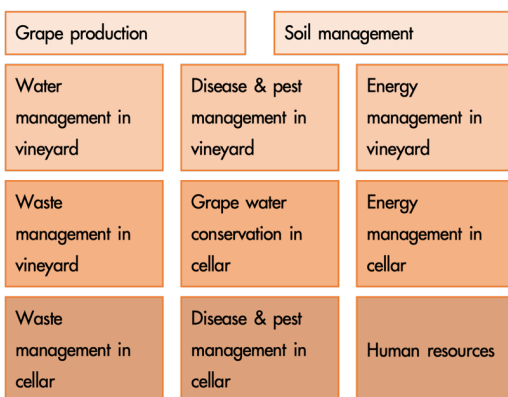 Grape production
Soil management
Water
management in
vineyard
Disease & pest
management in
vineyard
Energy
management in
vineyard
Waste
management in
vineyard
Grape water
conservation in
cellar
Energy
management in
cellar
Waste
management in
cellar
Disease & pest
management in
cellar
Human resources